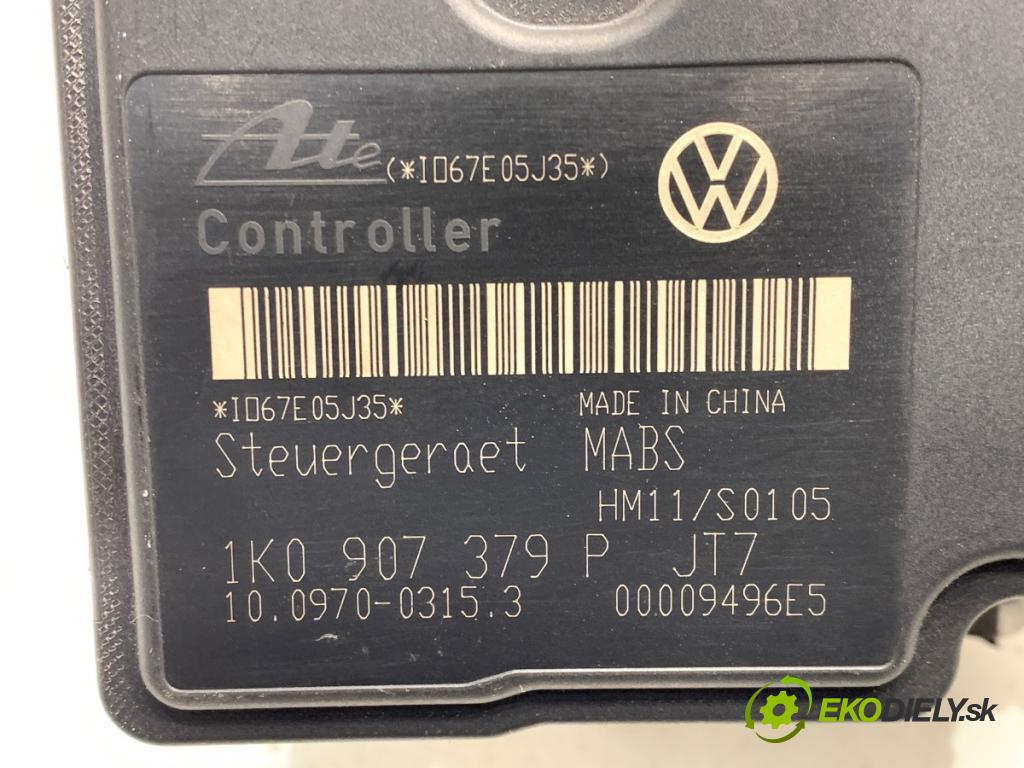 Ate (*I067E05J35*)
Controller
*I067E05J35* MADE IN CHINA
Steuergeraet MABS
HM11/S0105
1K0 907 379 P JT7
10.0970-0315.3 00009496E5
EKODIELY.sk